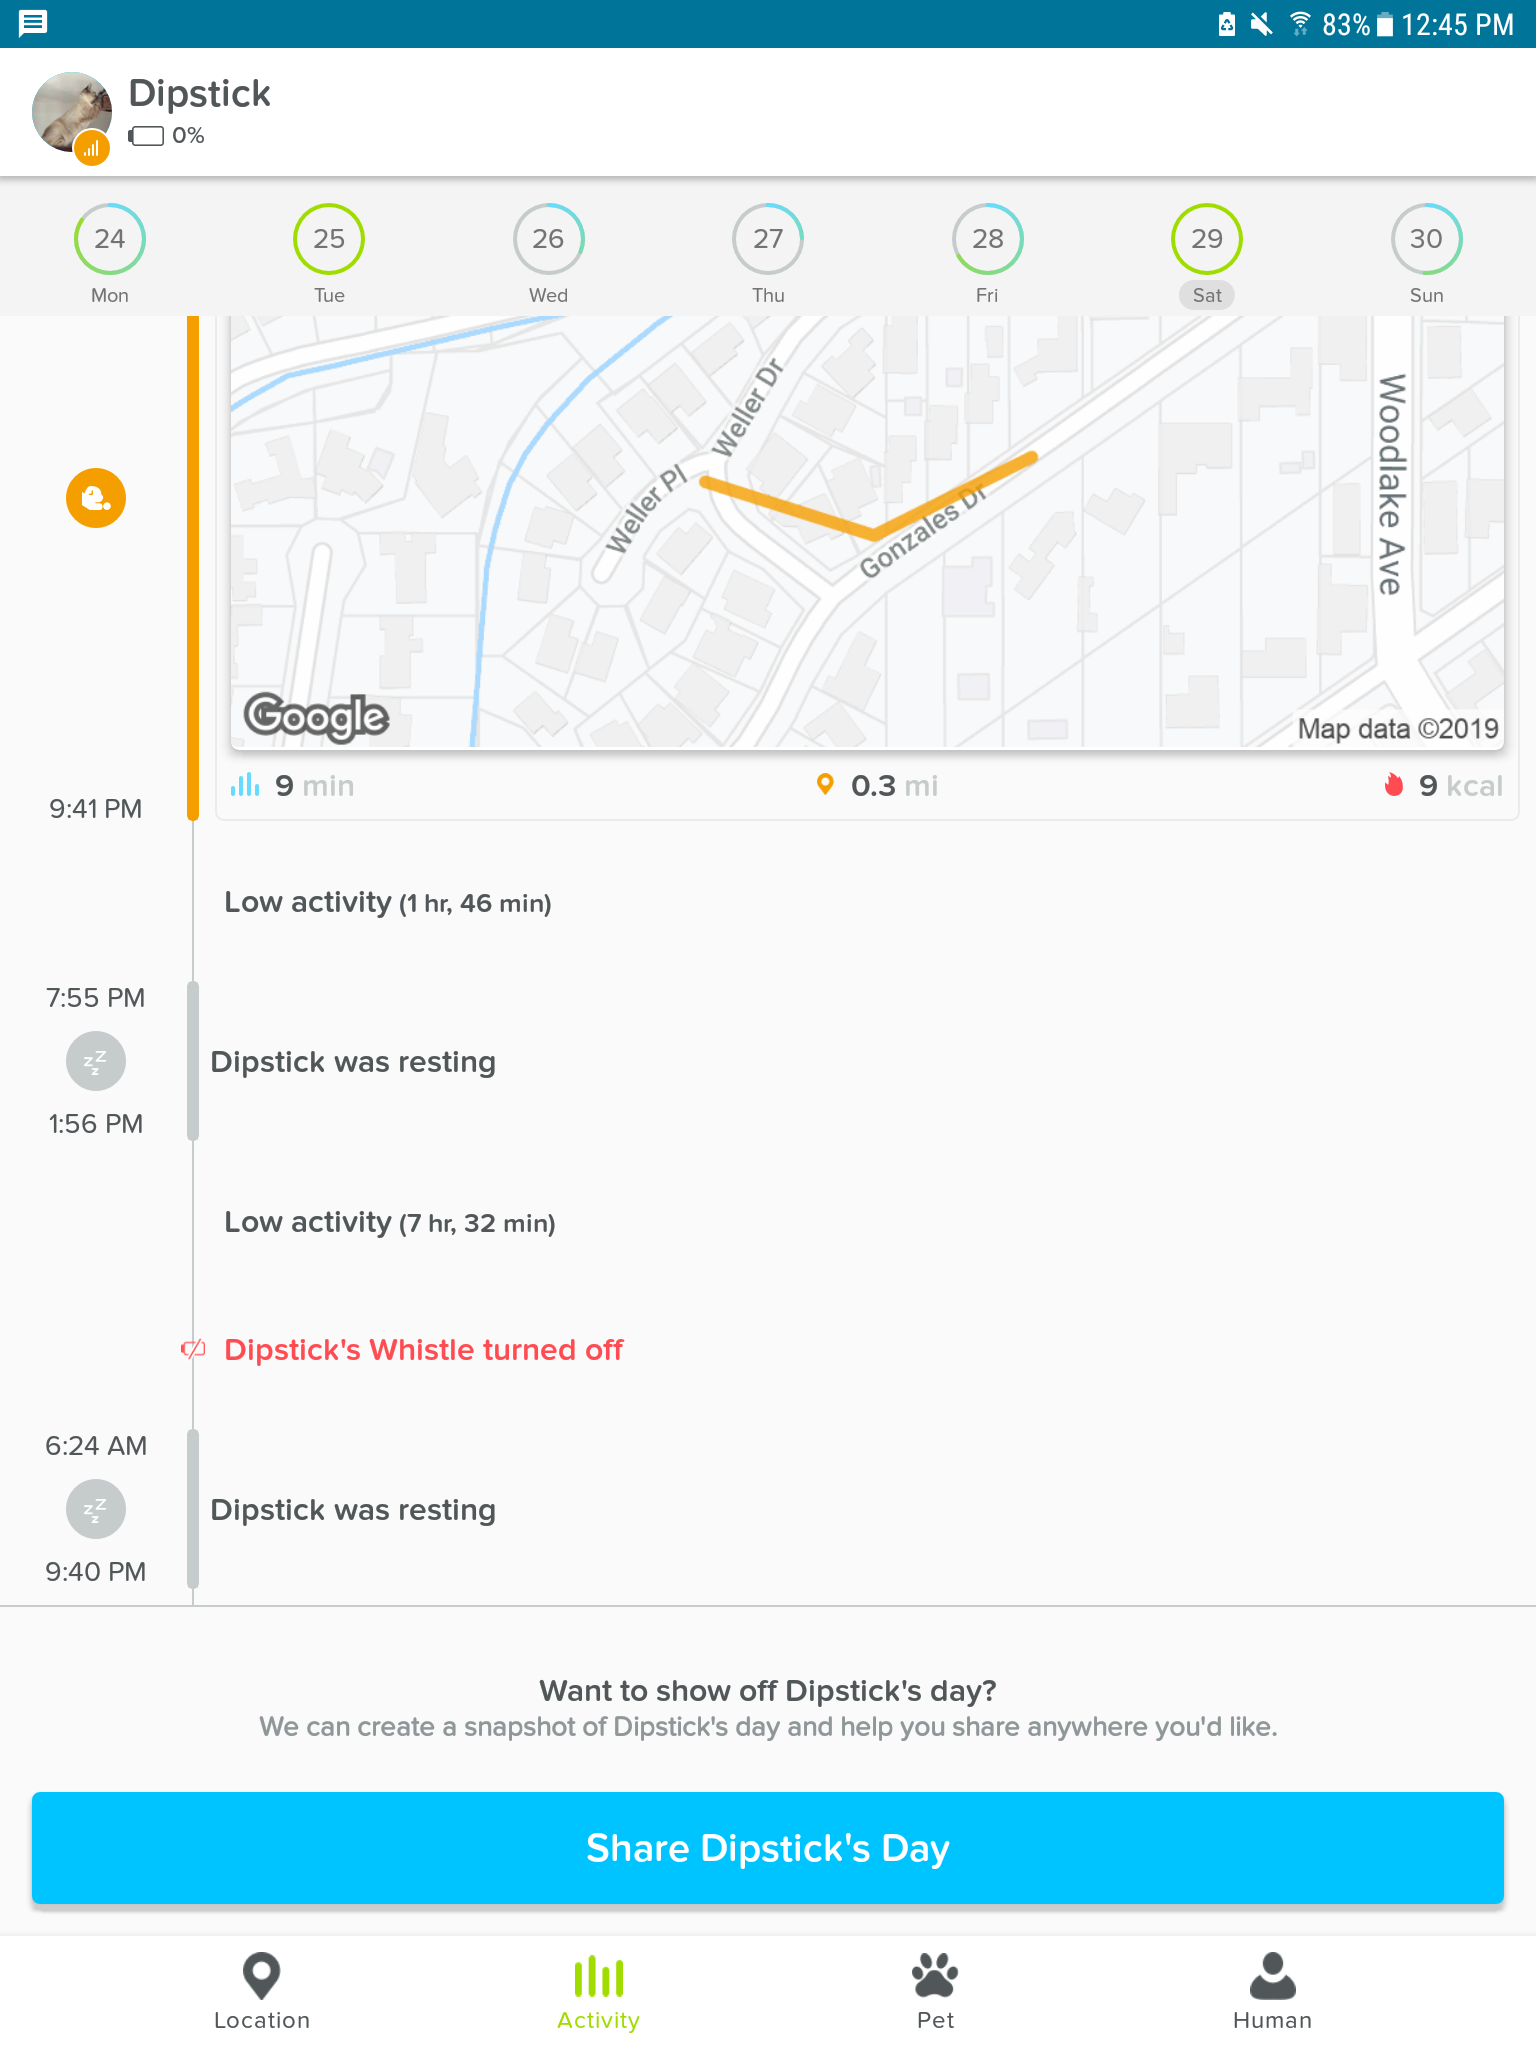 83% 12:45 PM
Dipstick
0%
24 25 26 27 28 29 30
Mon Tue Wed Thu Fri Sat Sun
Weller Dr
Weller Pl
Gonzales Dr
Woodlake Ave
Google
Map data ©2019
9 min 0.3 mi 9 kcal
9:41 PM
Low activity (1 hr, 46 min)
7:55 PM
zzz
Dipstick was resting
1:56 PM
Low activity (7 hr, 32 min)
Dipstick's Whistle turned off
6:24 AM
zzz
Dipstick was resting
9:40 PM
Want to show off Dipstick's day?
We can create a snapshot of Dipstick's day and help you share anywhere you'd like.
Share Dipstick's Day
Location Activity Pet Human